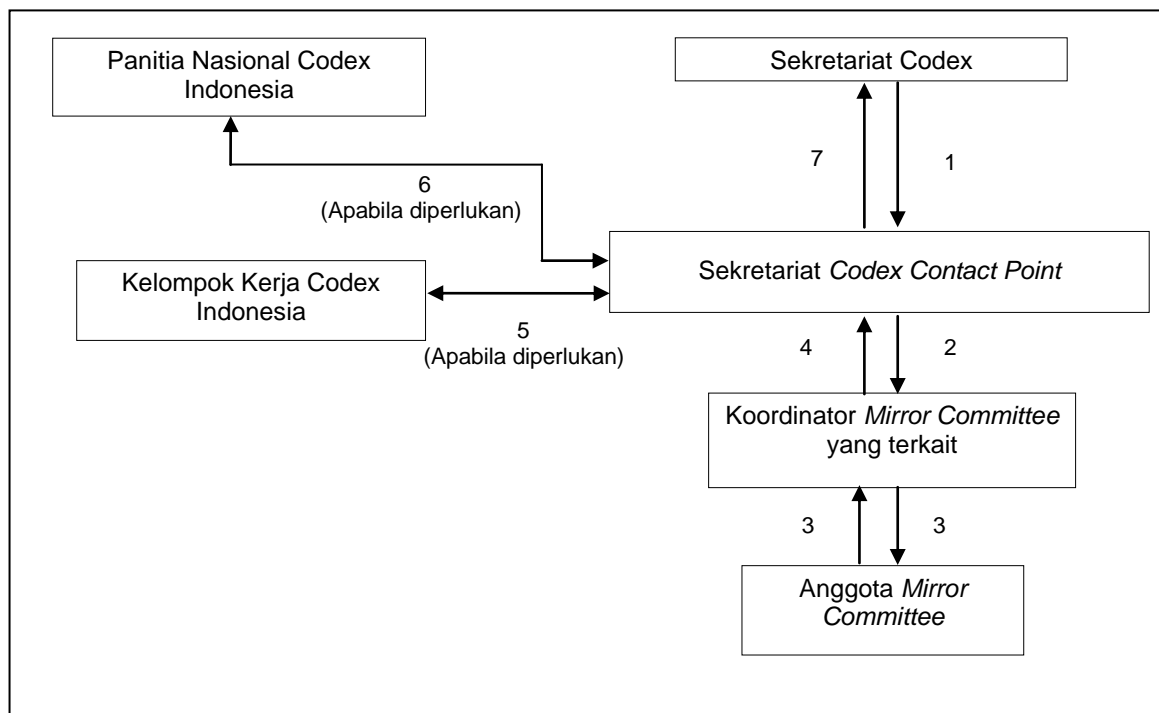 Panitia Nasional Codex
Indonesia
Sekretariat Codex
7
1
6
(Apabila diperlukan)
Sekretariat Codex Contact Point
Kelompok Kerja Codex
Indonesia
5
(Apabila diperlukan)
4
2
Koordinator Mirror Committee
yang terkait
3
3
Anggota Mirror
Committee